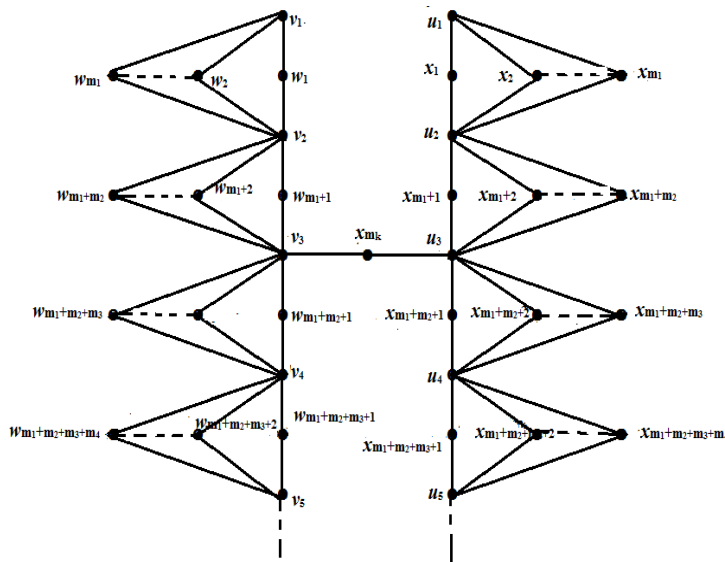 v₁ u₁
wₘ₁ w₂ w₁ x₁ x₂ xₘ₁
v₂ u₂
wₘ₁₊ₘ₂ wₘ₁₊₂ wₘ₁₊₁ xₘ₁₊₁ xₘ₁₊₂ xₘ₁₊ₘ₂
v₃ xₘₖ u₃
wₘ₁₊ₘ₂₊ₘ₃ wₘ₁₊ₘ₂₊₁ xₘ₁₊ₘ₂₊₁ xₘ₁₊ₘ₂₊₂ xₘ₁₊ₘ₂₊ₘ₃
v₄ u₄
wₘ₁₊ₘ₂₊ₘ₃₊ₘ₄ wₘ₁₊ₘ₂₊ₘ₃₊₂ wₘ₁₊ₘ₂₊ₘ₃₊₁ xₘ₁₊ₘ₂₊ₘ₃₊₁ xₘ₁₊ₘ₂₊ₘ₃₊ₘ
v₅ u₅